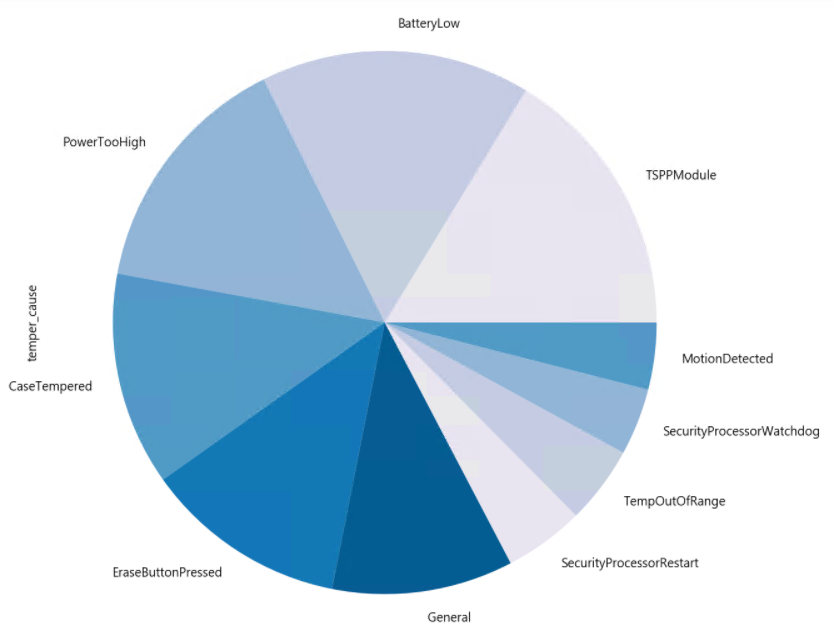 BatteryLow
PowerTooHigh
TSPPModule
temper_cause
MotionDetected
CaseTempered
SecurityProcessorWatchdog
TempOutOfRange
SecurityProcessorRestart
EraseButtonPressed
General